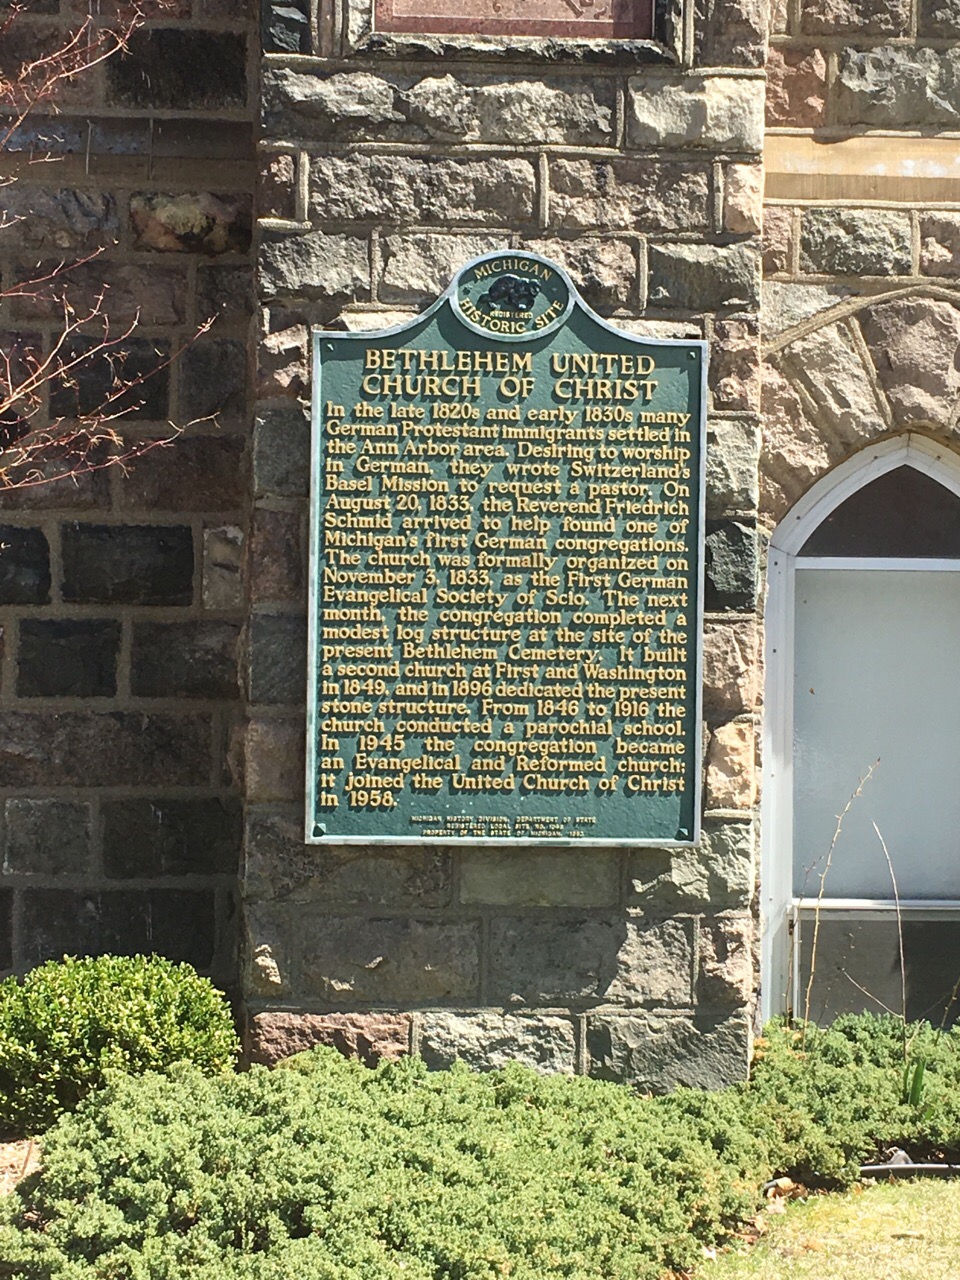 MICHIGAN
REGISTERED
HISTORIC SITE
BETHLEHEM UNITED
CHURCH OF CHRIST
In the late 1820s and early 1830s many
German Protestant immigrants settled in
the Ann Arbor area. Desiring to worship
in German, they wrote Switzerland's
Basel Mission to request a pastor. On
August 20, 1833, the Reverend Friedrich
Schmid arrived to help found one of
Michigan's first German congregations.
The church was formally organized on
November 3, 1833, as the First German
Evangelical Society of Scio. The next
month, the congregation completed a
modest log structure at the site of the
present Bethlehem Cemetery. It built
a second church at First and Washington
in 1849, and in 1896 dedicated the present
stone structure. From 1846 to 1916 the
church conducted a parochial school.
In 1945 the congregation became
an Evangelical and Reformed church;
it joined the United Church of Christ
in 1958.
MICHIGAN HISTORY DIVISION, DEPARTMENT OF STATE
REGISTERED LOCAL SITE NO.
PROPERTY OF THE STATE OF MICHIGAN,